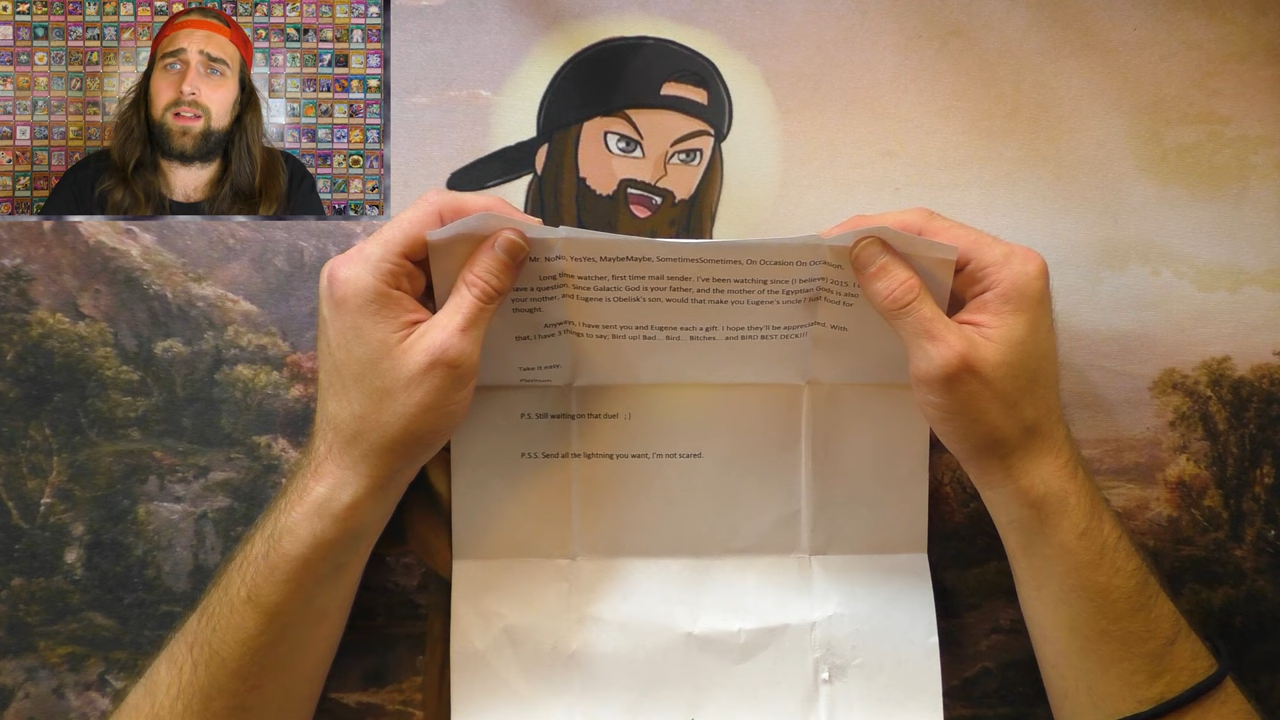 Mr. NoNo, YesYes, MaybeMaybe, SometimesSometimes, On Occasion On Occasion,
Long time watcher, first time mail sender. I've been watching since (I believe) 2015. I
have a question. Since Galactic God is your father, and the mother of the Egyptian Gods is also
your mother, and Eugene is Obelisk's son, would that make you Eugene's uncle? Just food for
thought.
Anyways, I have sent you and Eugene each a gift. I hope they'll be appreciated. With
that, I have 3 things to say; Bird up! Bad... Bird... Bitches... and BIRD BEST DECK!!!
Take it easy.
Platinum
P.S. Still waiting on that duel ;)
P.S.S. Send all the lightning you want, I'm not scared.